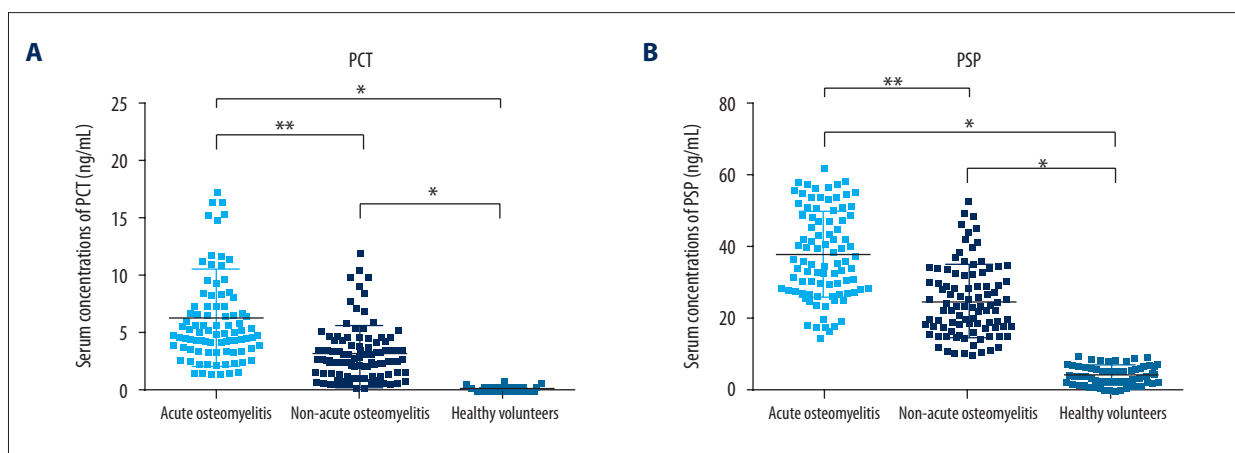 A
PCT
Serum concentrations of PCT (ng/mL)
25
20
15
10
5
0
*
**
*
Acute osteomyelitis
Non-acute osteomyelitis
Healthy volunteers
B
PSP
Serum concentrations of PSP (ng/mL)
80
60
40
20
0
**
*
*
Acute osteomyelitis
Non-acute osteomyelitis
Healthy volunteers